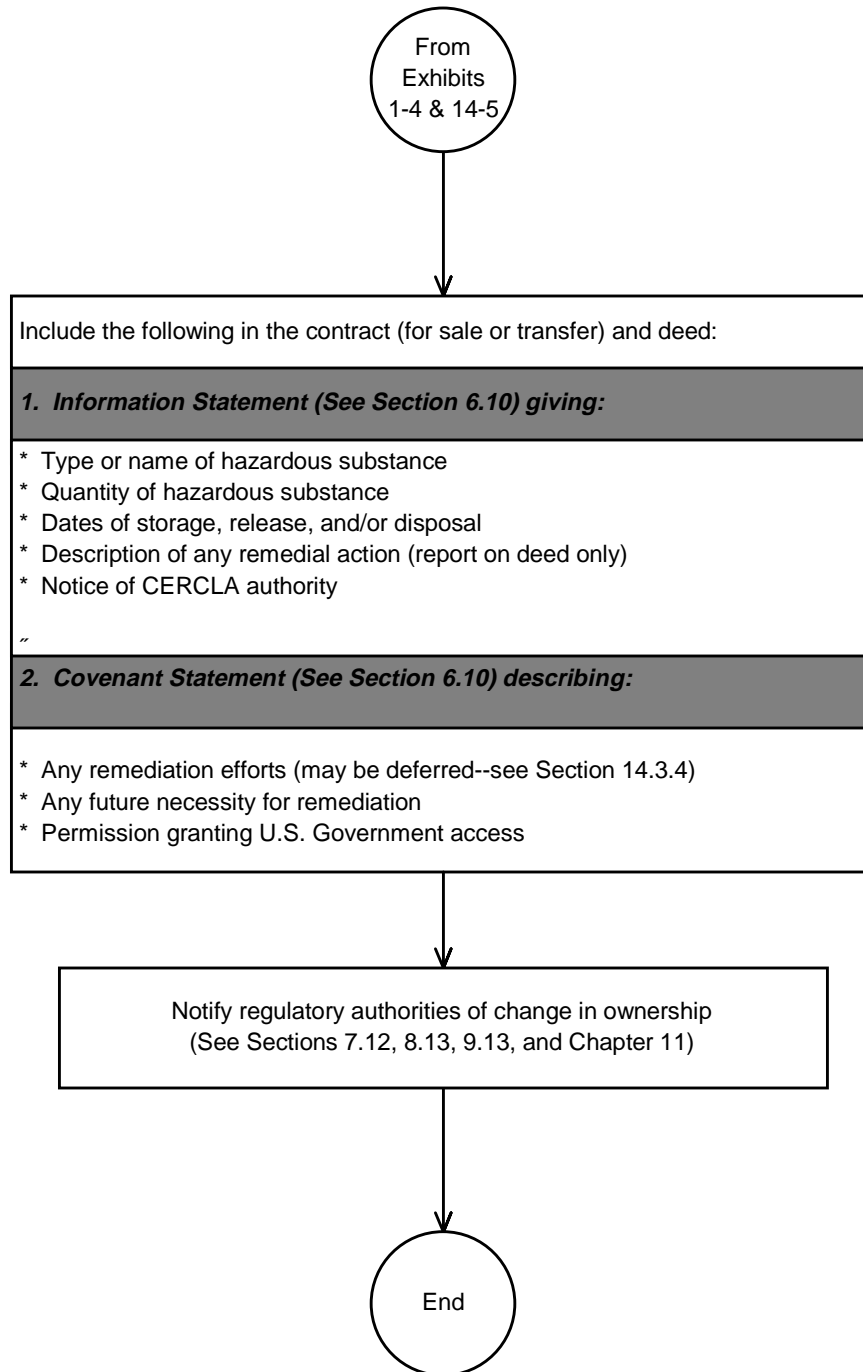 From
Exhibits
1-4 & 14-5
Include the following in the contract (for sale or transfer) and deed:
1. Information Statement (See Section 6.10) giving:
* Type or name of hazardous substance
* Quantity of hazardous substance
* Dates of storage, release, and/or disposal
* Description of any remedial action (report on deed only)
* Notice of CERCLA authority
˝
2. Covenant Statement (See Section 6.10) describing:
* Any remediation efforts (may be deferred--see Section 14.3.4)
* Any future necessity for remediation
* Permission granting U.S. Government access
Notify regulatory authorities of change in ownership
(See Sections 7.12, 8.13, 9.13, and Chapter 11)
End